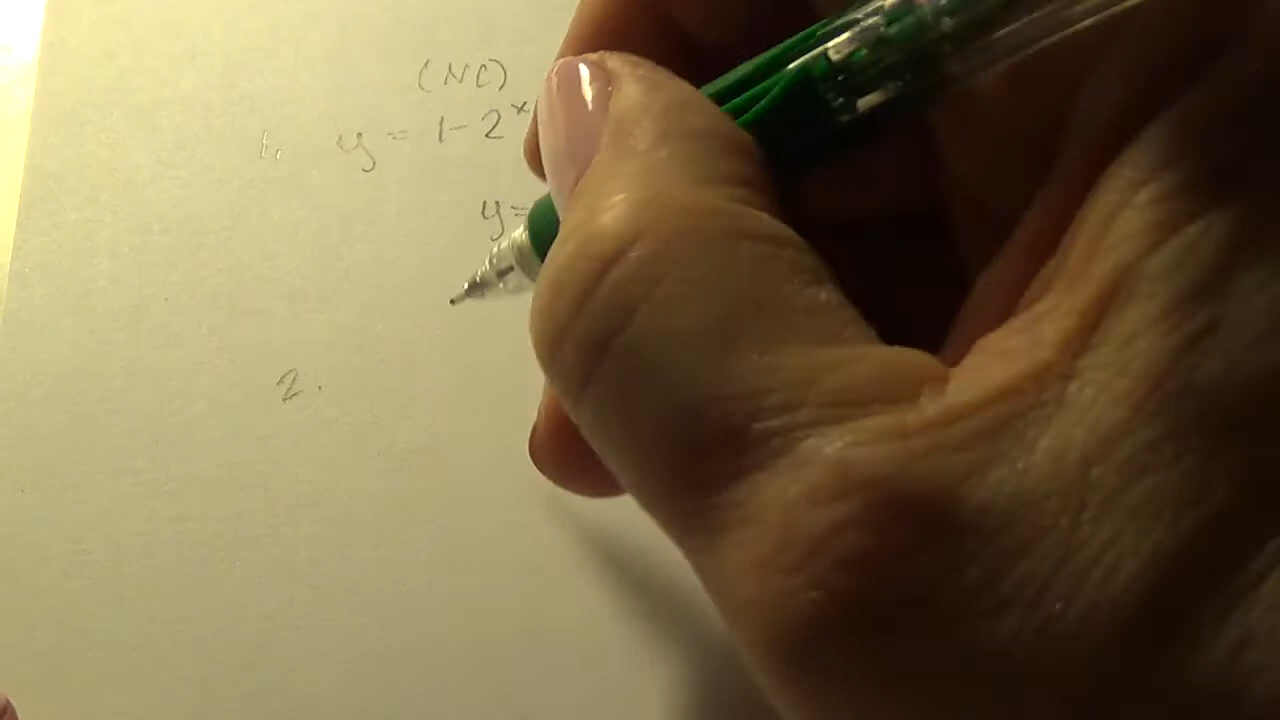 (NC)
1. y = 1 - 2^x
y =
2.